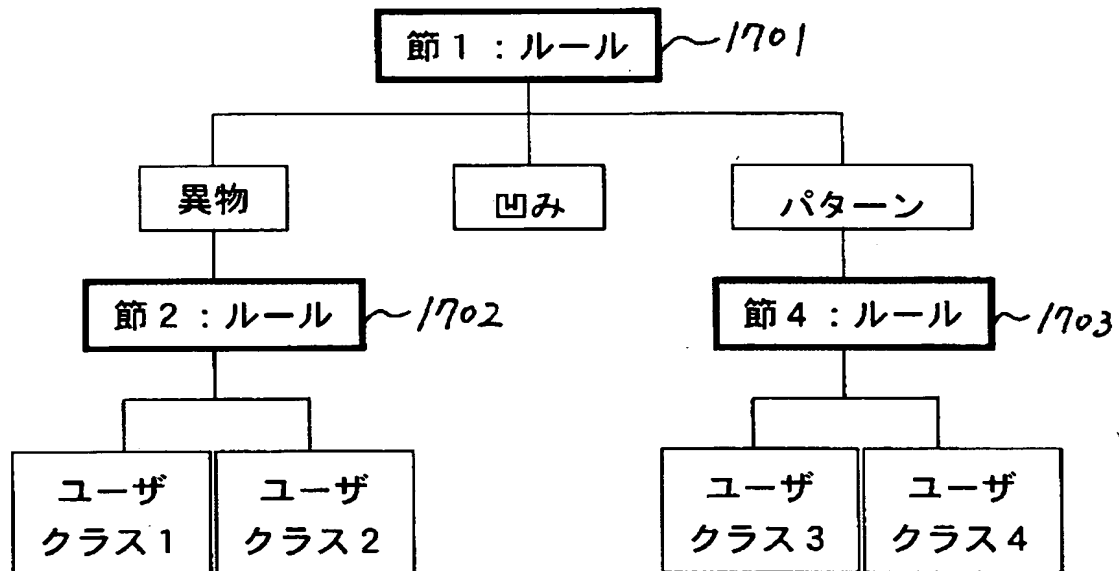 節1:ルール 1701
異物 凹み パターン
節2:ルール 1702 節4:ルール 1703
ユーザ ユーザ ユーザ ユーザ
クラス1 クラス2 クラス3 クラス4